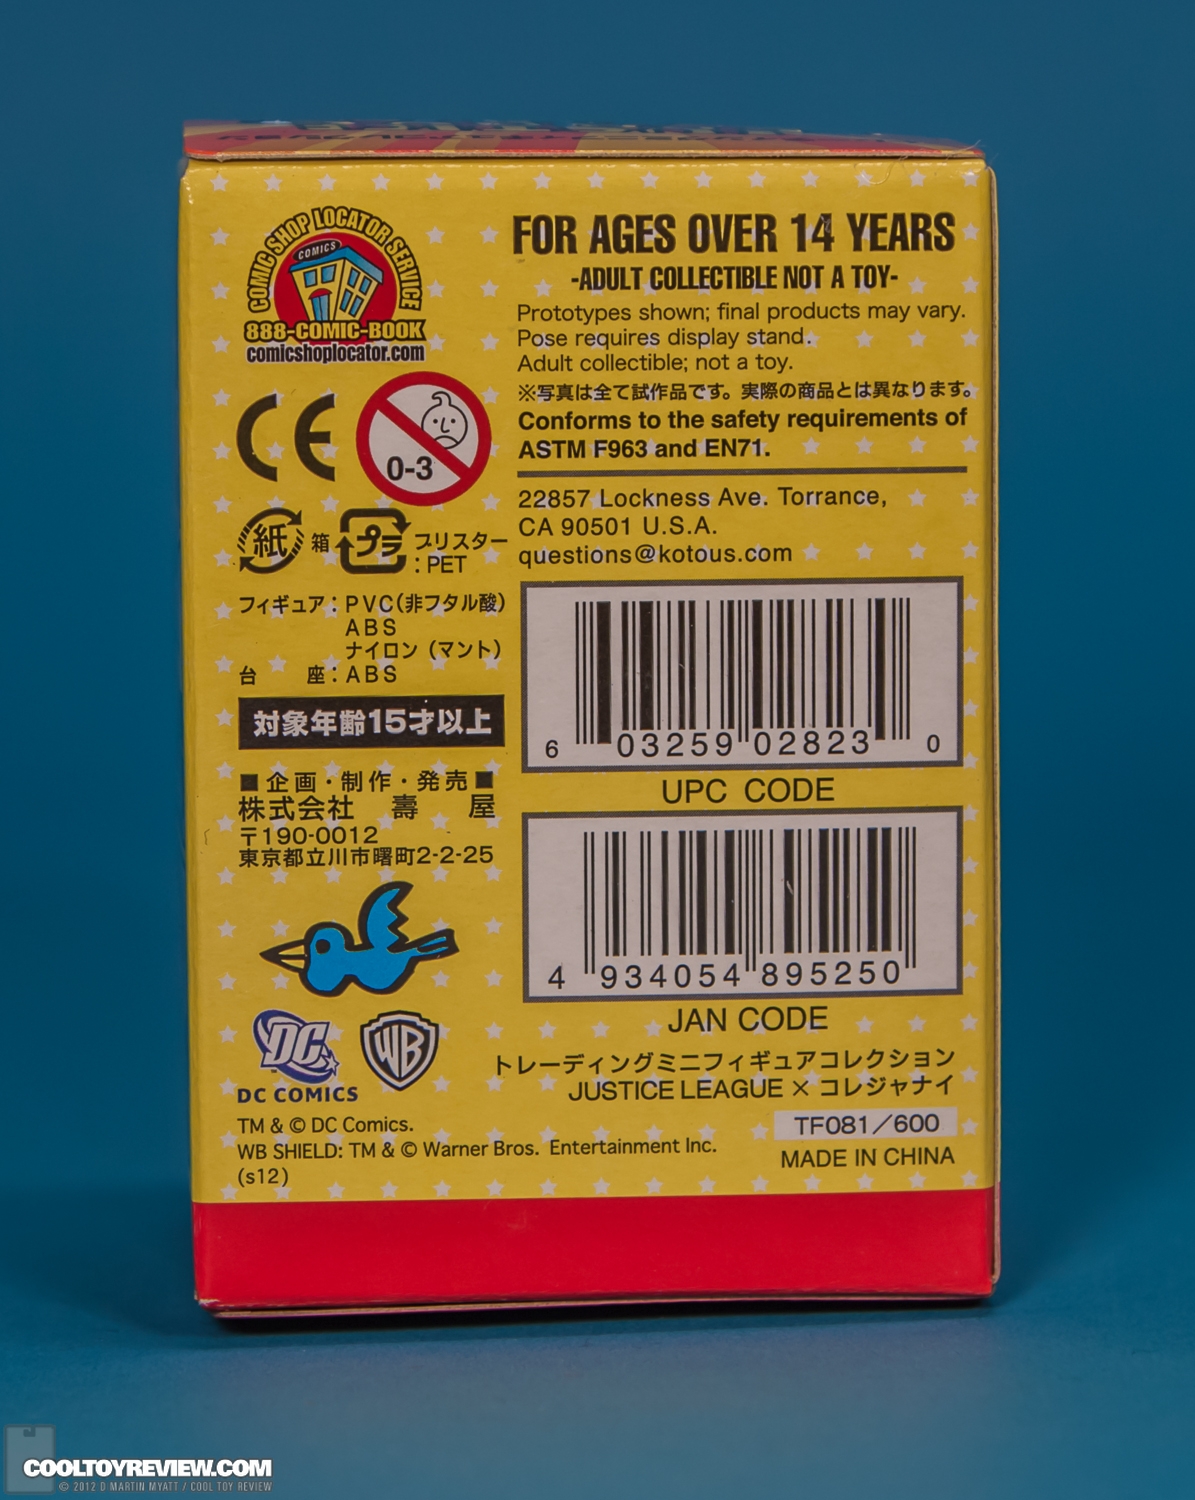 COMIC SHOP LOCATOR SERVICE
COMICS
888-COMIC-BOOK
comicshoplocator.com
FOR AGES OVER 14 YEARS
-ADULT COLLECTIBLE NOT A TOY-
Prototypes shown; final products may vary.
Pose requires display stand.
Adult collectible; not a toy.
※写真は全て試作品です。実際の商品とは異なります。
Conforms to the safety requirements of
ASTM F963 and EN71.
CE
0-3
22857 Lockness Ave. Torrance,
CA 90501 U.S.A.
questions@kotous.com
紙 箱 プラ ブリスター
:PET
フィギュア:PVC(非フタル酸)
ABS
ナイロン(マント)
台 座:ABS
対象年齢15才以上
■企画・制作・発売■
株式会社 壽 屋
〒190-0012
東京都立川市曙町2-2-25
6 03259 02823 0
UPC CODE
4 934054 895250
JAN CODE
DC
WB
DC COMICS
トレーディングミニフィギュアコレクション
JUSTICE LEAGUE × コレジャナイ
TF081/600
MADE IN CHINA
TM & © DC Comics.
WB SHIELD: TM & © Warner Bros. Entertainment Inc.
(s12)
COOLTOYREVIEW.COM
© 2012 D MARTIN MYATT / COOL TOY REVIEW